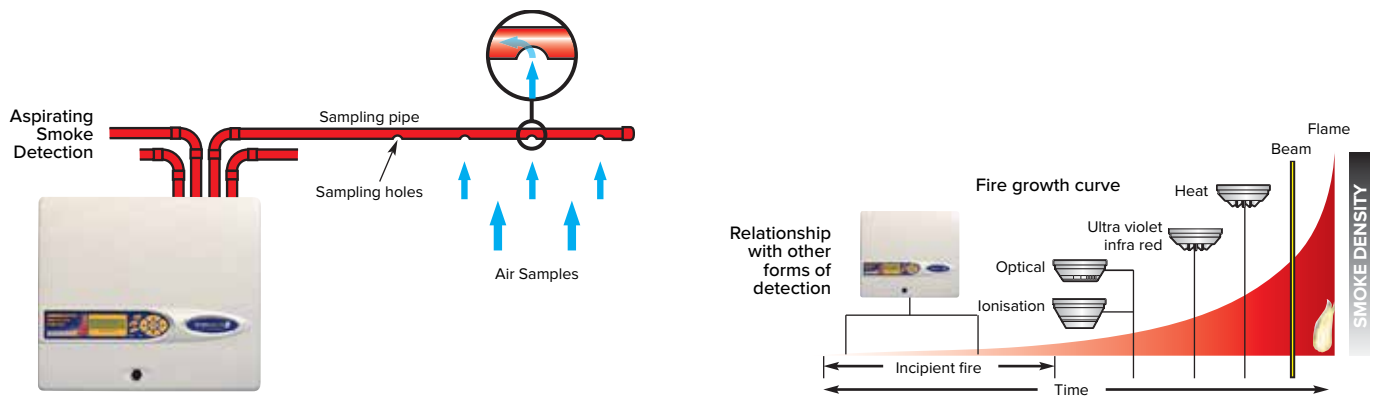 Aspirating
Smoke
Detection
Sampling pipe
Sampling holes
Air Samples
Relationship
with other
forms of
detection
Fire growth curve
Optical
Ionisation
Ultra violet
infra red
Heat
Beam
Flame
SMOKE DENSITY
Incipient fire
Time